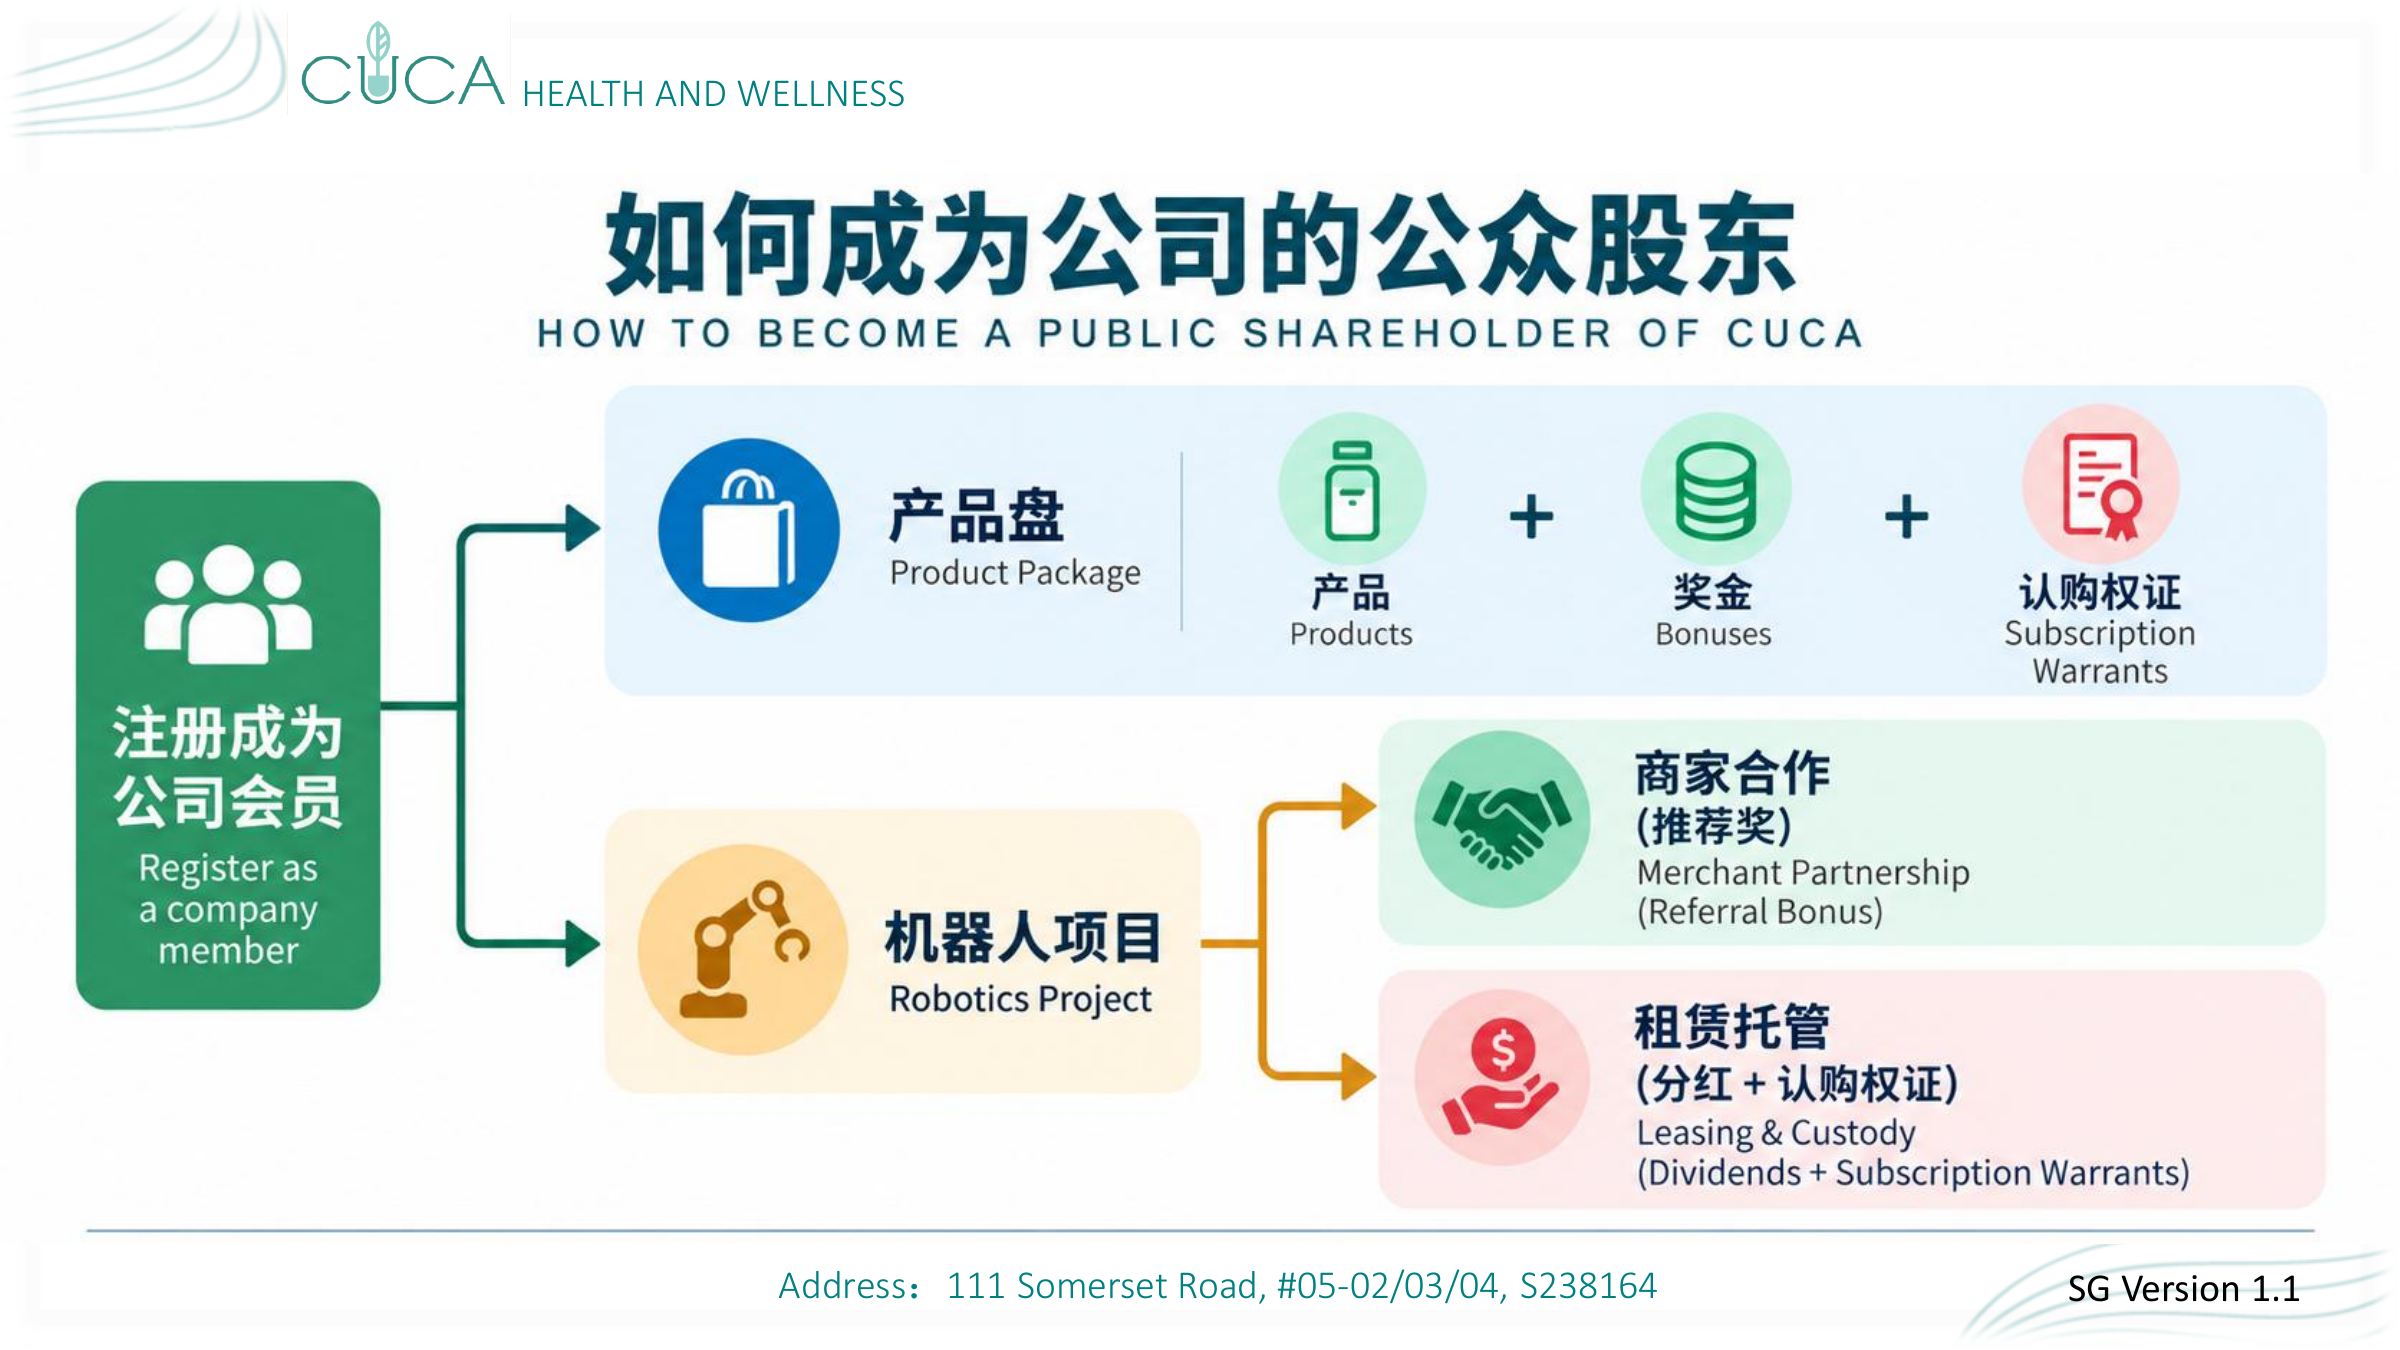 CUCA HEALTH AND WELLNESS
如何成为公司的公众股东
HOW TO BECOME A PUBLIC SHAREHOLDER OF CUCA
注册成为
公司会员
Register as
a company
member
产品盘
Product Package
产品
Products
+
奖金
Bonuses
+
认购权证
Subscription
Warrants
机器人项目
Robotics Project
商家合作
(推荐奖)
Merchant Partnership
(Referral Bonus)
$
租赁托管
(分红 + 认购权证)
Leasing & Custody
(Dividends + Subscription Warrants)
Address：111 Somerset Road, #05-02/03/04, S238164
SG Version 1.1